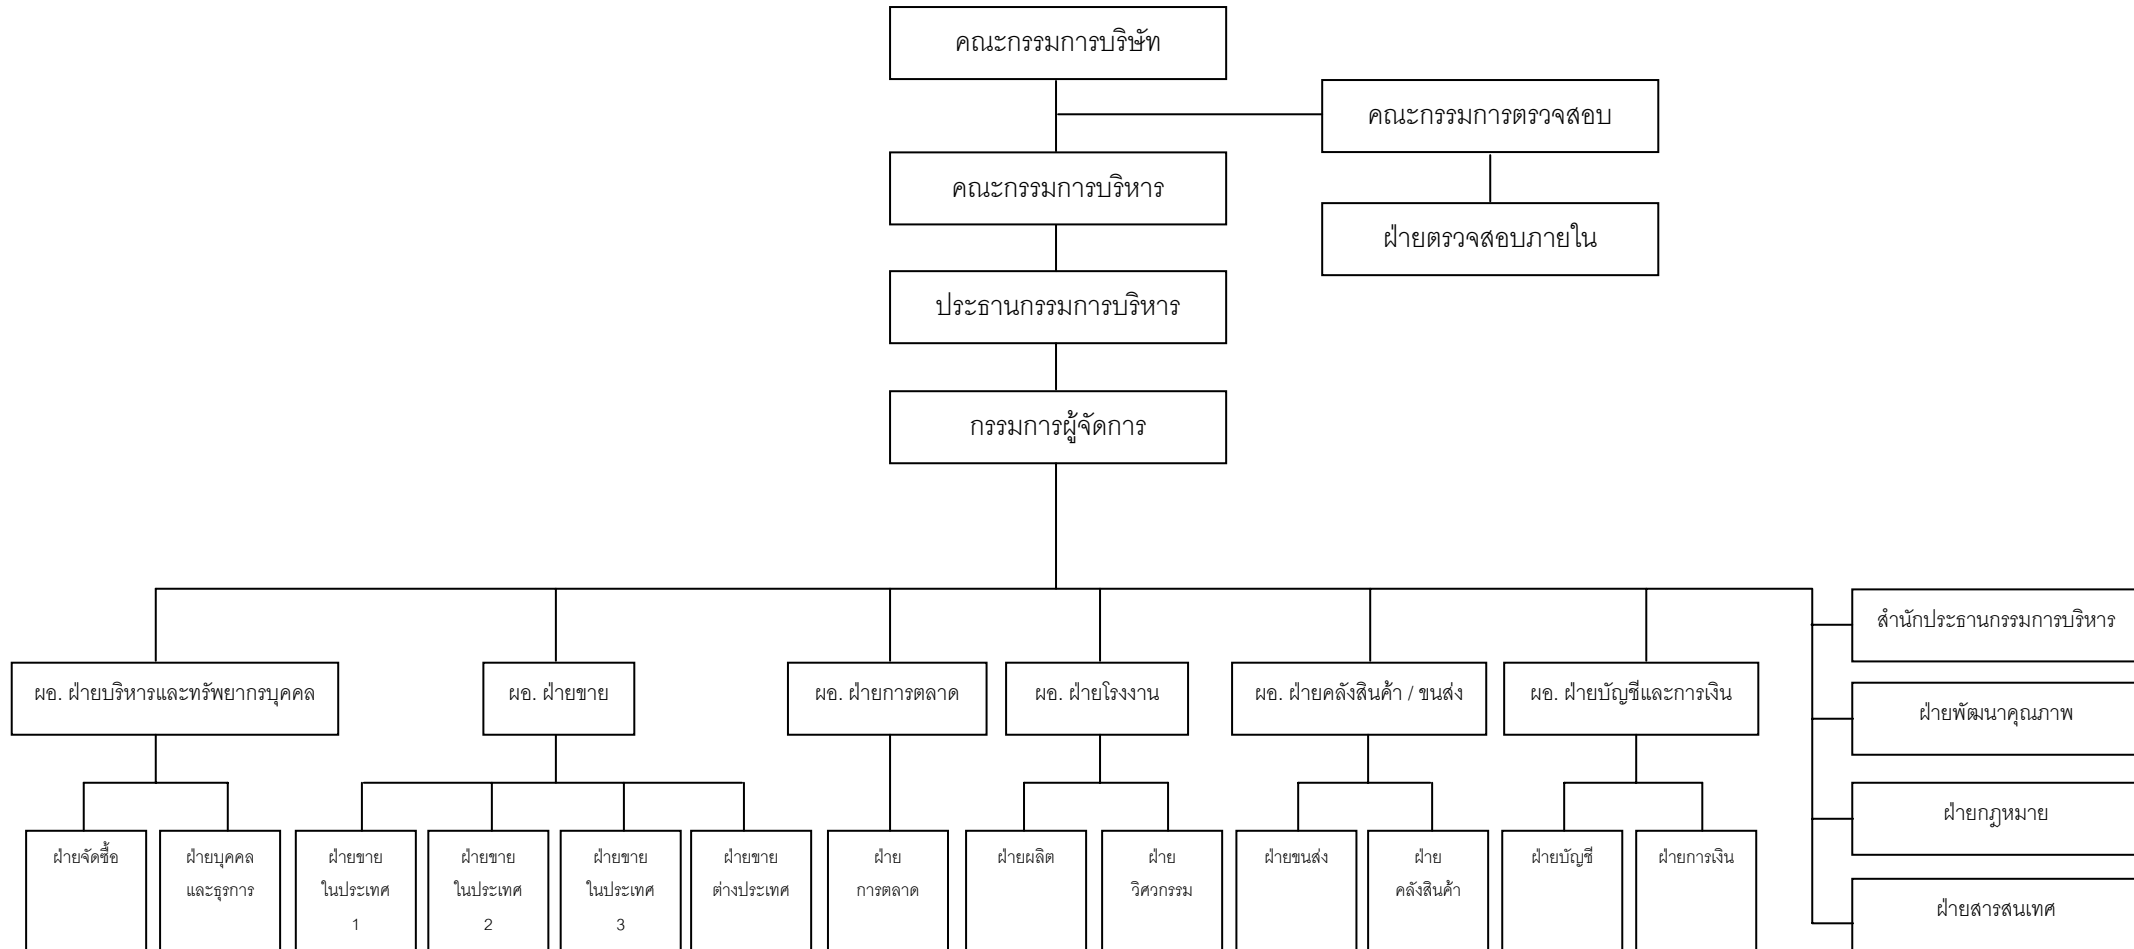 คณะกรรมการบริษัท
คณะกรรมการตรวจสอบ
คณะกรรมการบริหาร
ฝ่ายตรวจสอบภายใน
ประธานกรรมการบริหาร
กรรมการผู้จัดการ
สำนักประธานกรรมการบริหาร
ผอ. ฝ่ายบริหารและทรัพยากรบุคคล
ผอ. ฝ่ายขาย
ผอ. ฝ่ายการตลาด
ผอ. ฝ่ายโรงงาน
ผอ. ฝ่ายคลังสินค้า / ขนส่ง
ผอ. ฝ่ายบัญชีและการเงิน
ฝ่ายพัฒนาคุณภาพ
ฝ่ายกฎหมาย
ฝ่ายจัดซื้อ
ฝ่ายบุคคล
และธุรการ
ฝ่ายขาย
ในประเทศ
1
ฝ่ายขาย
ในประเทศ
2
ฝ่ายขาย
ในประเทศ
3
ฝ่ายขาย
ต่างประเทศ
ฝ่าย
การตลาด
ฝ่ายผลิต
ฝ่าย
วิศวกรรม
ฝ่ายขนส่ง
ฝ่าย
คลังสินค้า
ฝ่ายบัญชี
ฝ่ายการเงิน
ฝ่ายสารสนเทศ